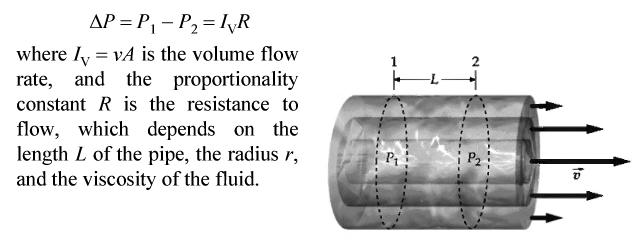 ΔP = P₁ − P₂ = IᵥR
where Iᵥ = vA is the volume flow
rate, and the proportionality
constant R is the resistance to
flow, which depends on the
length L of the pipe, the radius r,
and the viscosity of the fluid.
1 2
L
P₁ P₂
v⃗